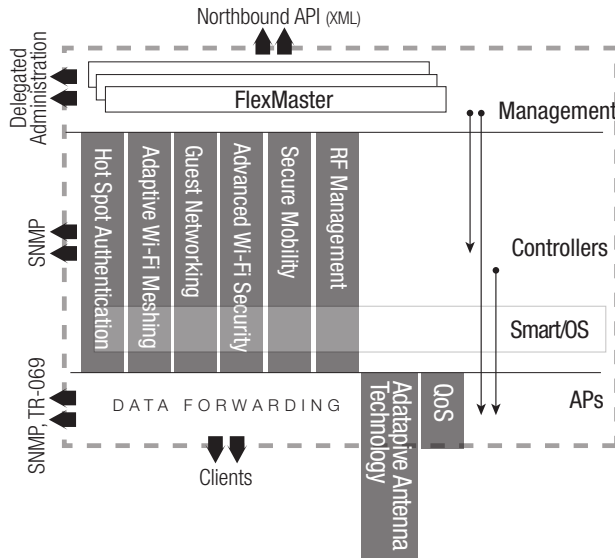 Northbound API (XML)
Delegated
Administration
FlexMaster
Management
Hot Spot Authentication
Adaptive Wi-Fi Meshing
Guest Networking
Advanced Wi-Fi Security
Secure Mobility
RF Management
SNMP
Controllers
Smart/OS
SNMP, TR-069
DATA FORWARDING
Adatapive Antenna
Technology
QoS
APs
Clients